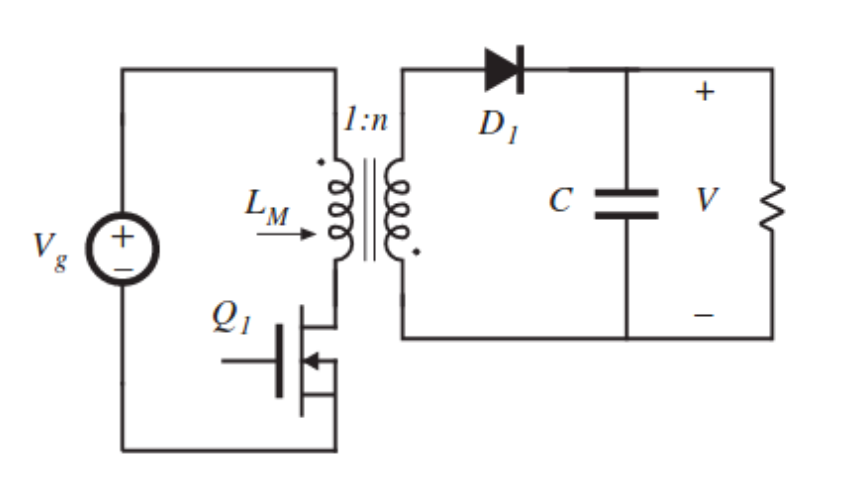 1:n
D1
+
LM
C
V
Vg
+
−
Q1
−